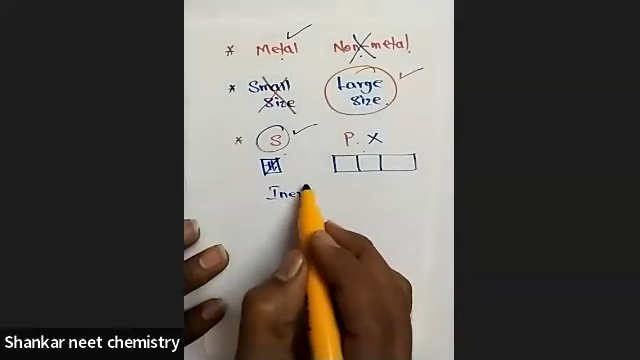 * Metal Non-metal
* Small Large
size size.
* S P. X
Ine
Shankar neet chemistry